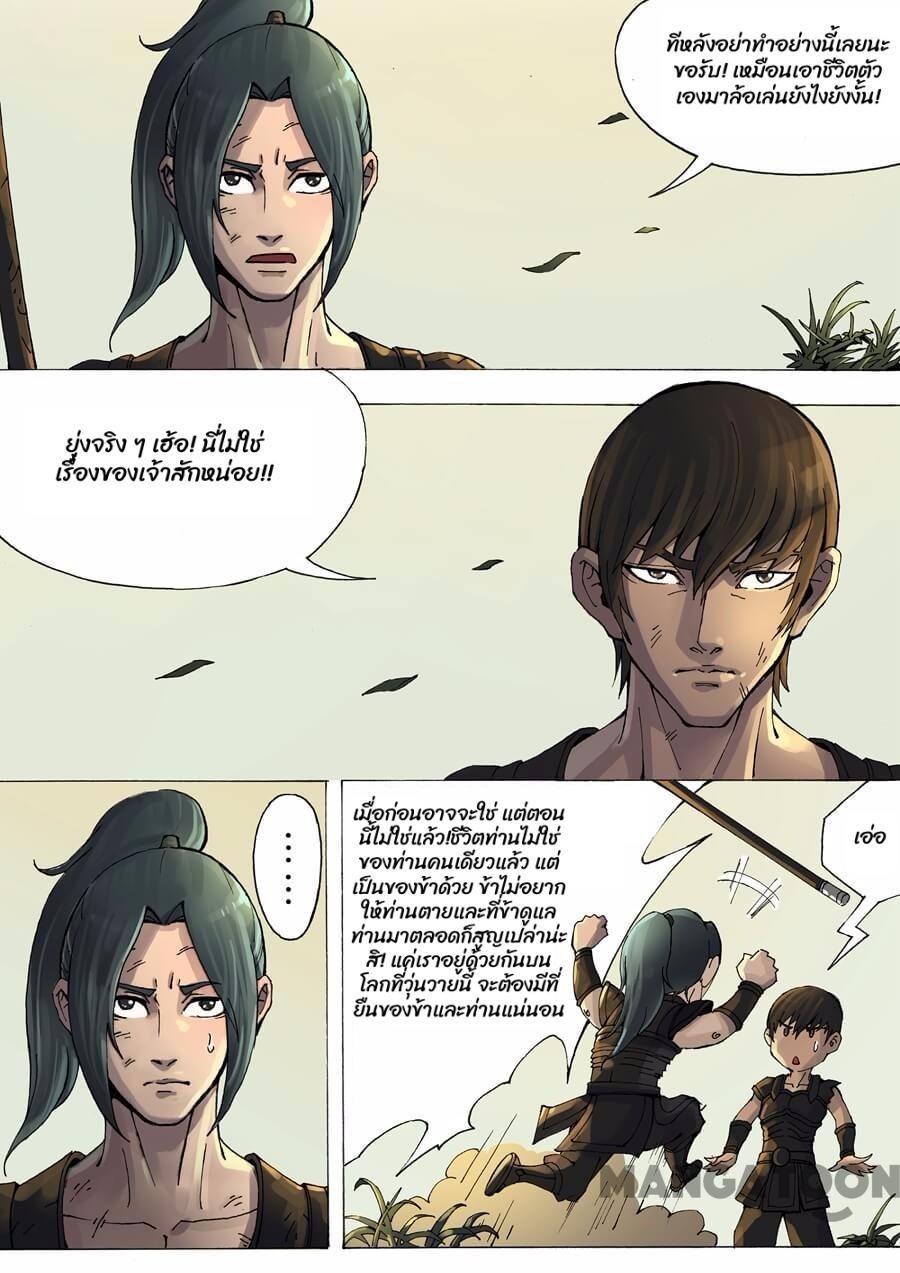 ทีหลังอย่าทำอย่างนี้เลยนะ
ขอรับ! เหมือนเอาชีวิตตัว
เองมาล้อเล่นยังไงยังงั้น!
ยุ่งจริง ๆ เฮ้อ! นี่ไม่ใช่
เรื่องของเจ้าสักหน่อย!!
......
เมื่อก่อนอาจจะใช่ แต่ตอน
นี้ไม่ใช่แล้ว!ชีวิตท่านไม่ใช่
ของท่านคนเดียวแล้ว แต่
เป็นของข้าด้วย ข้าไม่อยาก
ให้ท่านตายและที่ข้าดูแล
ท่านมาตลอดก็สูญเปล่าน่ะ
สิ! แค่เราอยู่ด้วยกันบน
โลกที่วุ่นวายนี้ จะต้องมีที่
ยืนของข้าและท่านแน่นอน
เอ่อ
MANGATOON